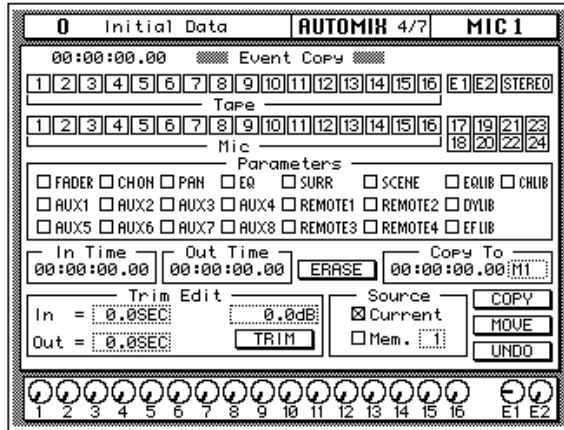 0 Initial Data AUTOMIX 4/7 MIC 1
00:00:00.00 Event Copy
1 2 3 4 5 6 7 8 9 10 11 12 13 14 15 16 E1 E2 STEREO
Tape
1 2 3 4 5 6 7 8 9 10 11 12 13 14 15 16 17 19 21 23
Mic 18 20 22 24
Parameters
FADER CHON PAN EQ SURR SCENE EQLIB CHLIB
AUX1 AUX2 AUX3 AUX4 REMOTE1 REMOTE2 DYLIB
AUX5 AUX6 AUX7 AUX8 REMOTE3 REMOTE4 EFLIB
In Time Out Time Copy To
00:00:00.00 00:00:00.00 ERASE 00:00:00.00 M1
Trim Edit Source COPY
In = 0.0SEC 0.0dB Current MOVE
Out = 0.0SEC TRIM Mem. 1 UNDO
1 2 3 4 5 6 7 8 9 10 11 12 13 14 15 16 E1 E2